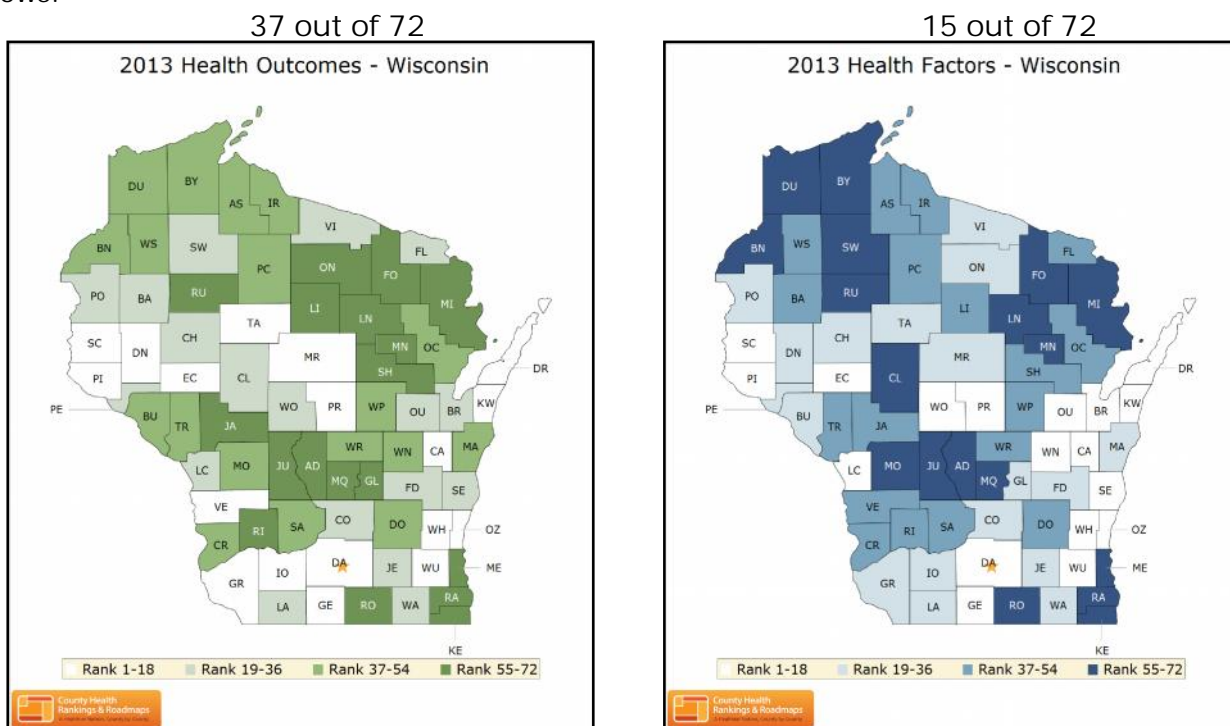 37 out of 72
15 out of 72
2013 Health Outcomes - Wisconsin
DU
BY
AS
IR
VI
FL
BN
WS
SW
PC
ON
FO
MI
PO
BA
RU
LI
LN
TA
SC
DN
CH
MR
MN
OC
PI
EC
CL
SH
DR
PE
BU
TR
JA
WO
PR
WP
OU
BR
KW
LC
MO
JU
AD
WR
WN
CA
MA
MQ
GL
FD
SE
VE
RI
SA
CO
DO
WH
OZ
CR
GR
IO
DA
JE
WU
ME
LA
GE
RO
WA
RA
KE
Rank 1-18 Rank 19-36 Rank 37-54 Rank 55-72
County Health
Rankings & Roadmaps
A Healthier Nation, County by County
2013 Health Factors - Wisconsin
DU
BY
AS
IR
VI
FL
BN
WS
SW
PC
ON
FO
MI
PO
BA
RU
LI
LN
TA
SC
DN
CH
MR
MN
OC
PI
EC
CL
SH
DR
PE
BU
TR
JA
WO
PR
WP
OU
BR
KW
LC
MO
JU
AD
WR
WN
CA
MA
MQ
GL
FD
SE
VE
RI
SA
CO
DO
WH
OZ
CR
GR
IO
DA
JE
WU
ME
LA
GE
RO
WA
RA
KE
Rank 1-18 Rank 19-36 Rank 37-54 Rank 55-72
County Health
Rankings & Roadmaps
A Healthier Nation, County by County